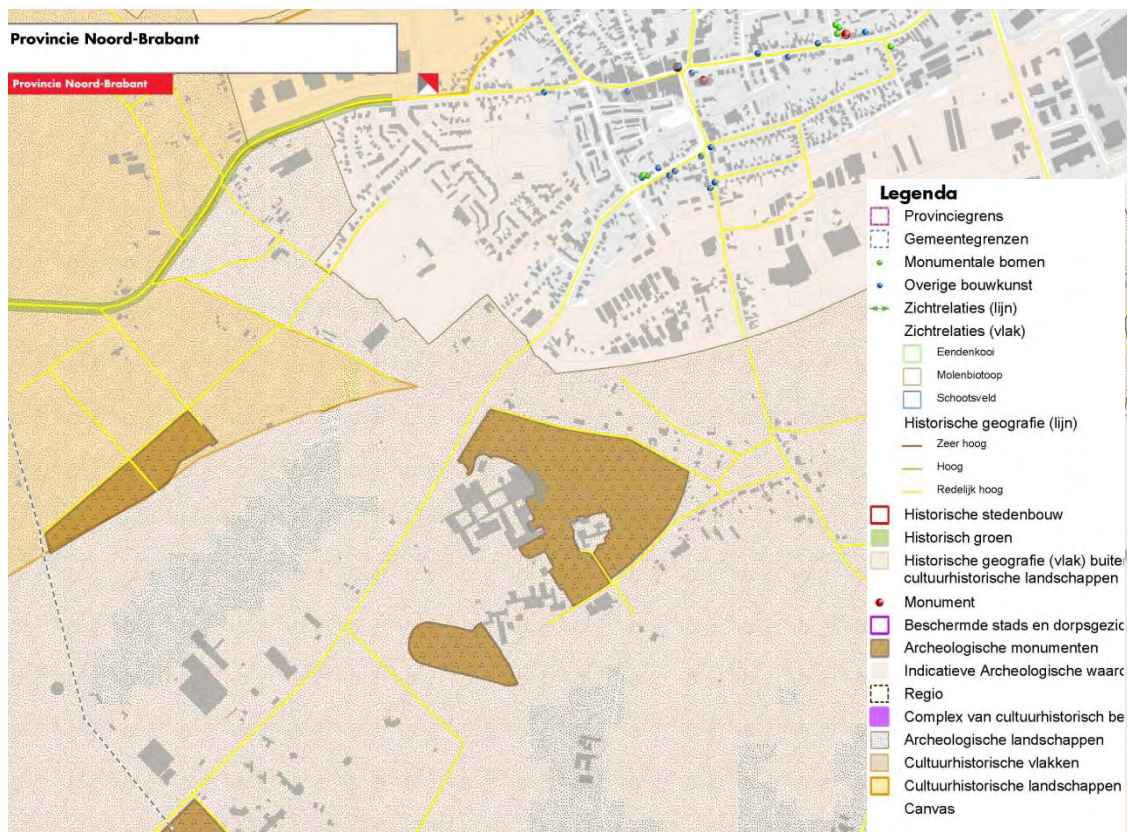 Provincie Noord-Brabant
Provincie Noord-Brabant
Legenda
Provinciegrens
Gemeentegrenzen
Monumentale bomen
Overige bouwkunst
Zichtrelaties (lijn)
Zichtrelaties (vlak)
Eendenkooi
Molenbiotoop
Schootsveld
Historische geografie (lijn)
Zeer hoog
Hoog
Redelijk hoog
Historische stedenbouw
Historisch groen
Historische geografie (vlak) buite
cultuurhistorische landschappen
Monument
Beschermde stads en dorpsgezic
Archeologische monumenten
Indicatieve Archeologische waarc
Regio
Complex van cultuurhistorisch be
Archeologische landschappen
Cultuurhistorische vlakken
Cultuurhistorische landschappen
Canvas